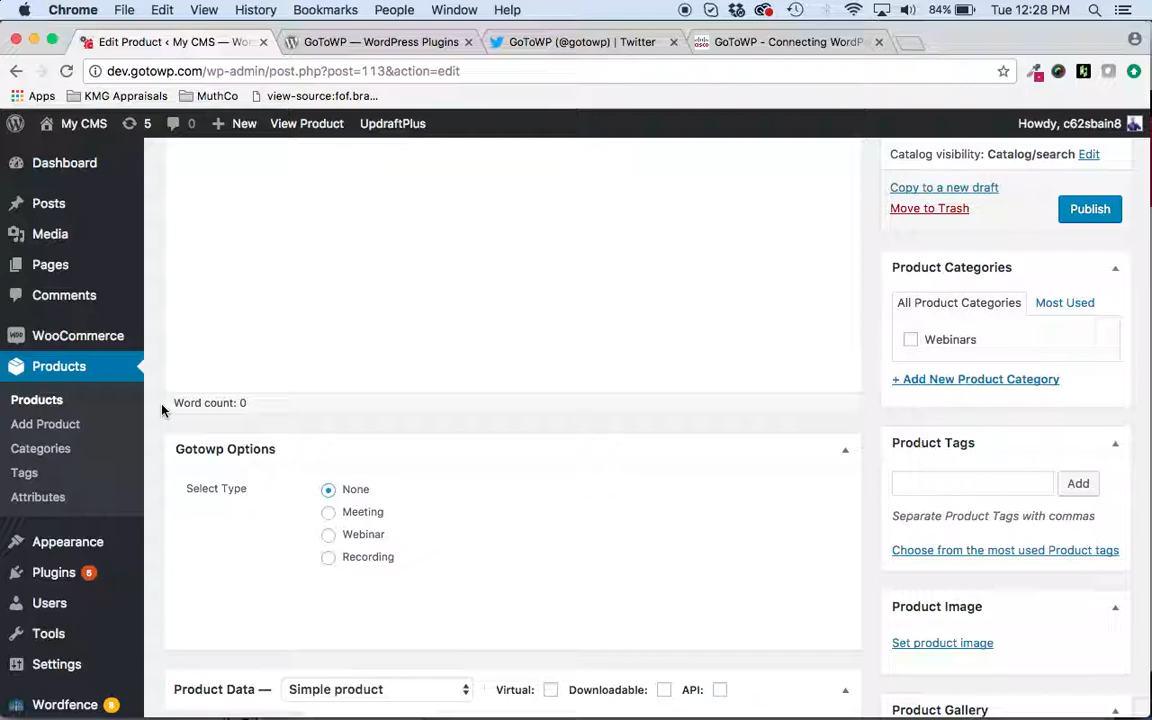 Chrome File Edit View History Bookmarks People Window Help 84% Tue 12:28 PM
Edit Product ‹ My CMS — Wor GoToWP — WordPress Plugins GoToWP (@gotowp) | Twitter GoToWP - Connecting WordP
dev.gotowp.com/wp-admin/post.php?post=113&action=edit
Apps KMG Appraisals MuthCo view-source:fof.bra...
My CMS 5 0 New View Product UpdraftPlus Howdy, c62sbain8
Dashboard
Posts
Media
Pages
Comments
WooCommerce
Products
Products
Add Product
Categories
Tags
Attributes
Appearance
Plugins 5
Users
Tools
Settings
Wordfence 8
Word count: 0
Gotowp Options
Select Type
None
Meeting
Webinar
Recording
Product Data — Simple product Virtual: Downloadable: API:
Catalog visibility: Catalog/search Edit
Copy to a new draft
Move to Trash Publish
Product Categories
All Product Categories Most Used
Webinars
+ Add New Product Category
Product Tags
Add
Separate Product Tags with commas
Choose from the most used Product tags
Product Image
Set product image
Product Gallery